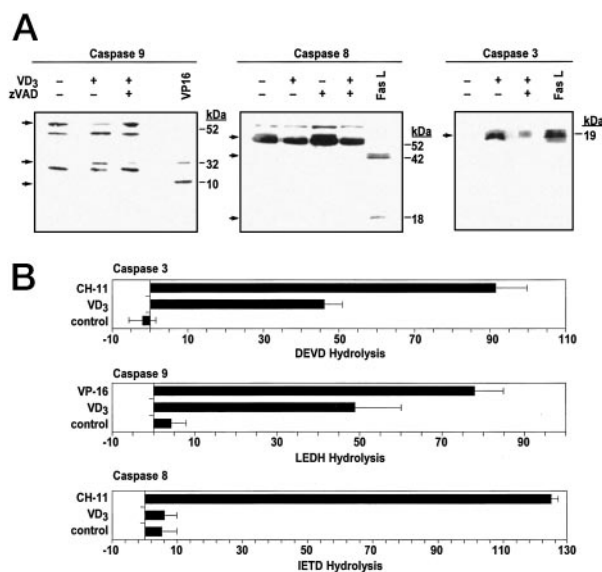 A
Caspase 9
Caspase 8
Caspase 3
VD3 – + + VP16 – + – + Fas L – + + Fas L
zVAD – – + – – + + – – +
kDa
52
32
10
kDa
52
42
18
kDa
19
B
Caspase 3
CH-11
VD3
control
-10 10 30 50 70 90 110
DEVD Hydrolysis
Caspase 9
VP-16
VD3
control
-10 10 30 50 70 90
LEDH Hydrolysis
Caspase 8
CH-11
VD3
control
-10 10 30 50 70 90 110 130
IETD Hydrolysis